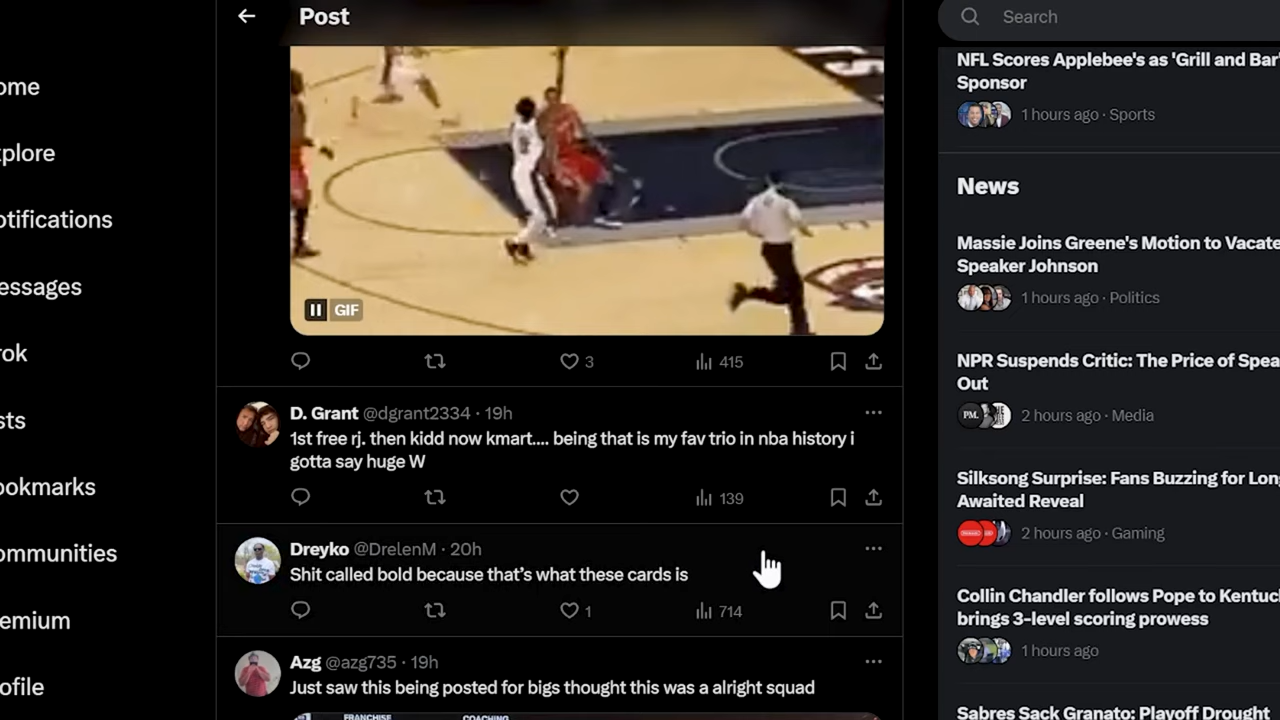 Post
Search
ome
plore
otifications
essages
ok
sts
ookmarks
ommunities
emium
ofile
GIF
3
415
D. Grant @dgrant2334 · 19h
1st free rj. then kidd now kmart.... being that is my fav trio in nba history i
gotta say huge W
139
Dreyko @DrelenM · 20h
Shit called bold because that's what these cards is
1
714
Azg @azg735 · 19h
Just saw this being posted for bigs thought this was a alright squad
FRANCHISE
COACHING
NFL Scores Applebee's as 'Grill and Bar'
Sponsor
1 hours ago · Sports
News
Massie Joins Greene's Motion to Vacate
Speaker Johnson
1 hours ago · Politics
NPR Suspends Critic: The Price of Spea
Out
PM.
2 hours ago · Media
Silksong Surprise: Fans Buzzing for Long
Awaited Reveal
2 hours ago · Gaming
Collin Chandler follows Pope to Kentuc
brings 3-level scoring prowess
1 hours ago
Sabres Sack Granato: Playoff Drought